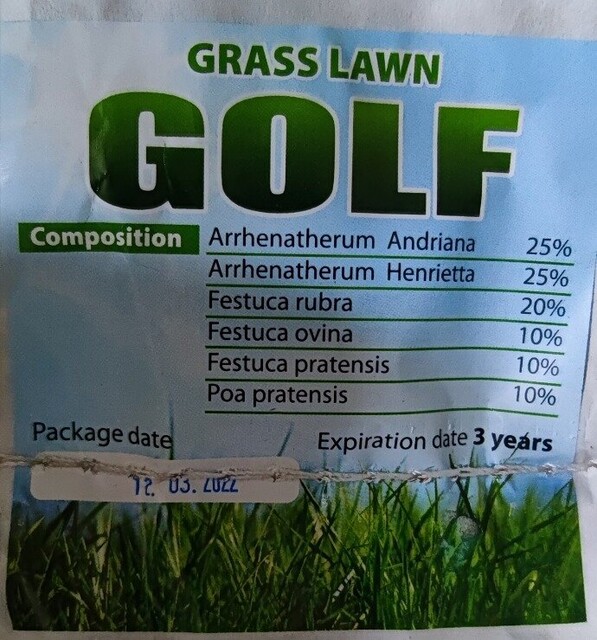 GRASS LAWN
GOLF
Composition
Arrhenatherum Andriana 25%
Arrhenatherum Henrietta 25%
Festuca rubra 20%
Festuca ovina 10%
Festuca pratensis 10%
Poa pratensis 10%
Package date
Expiration date 3 years
12. 03. 2022